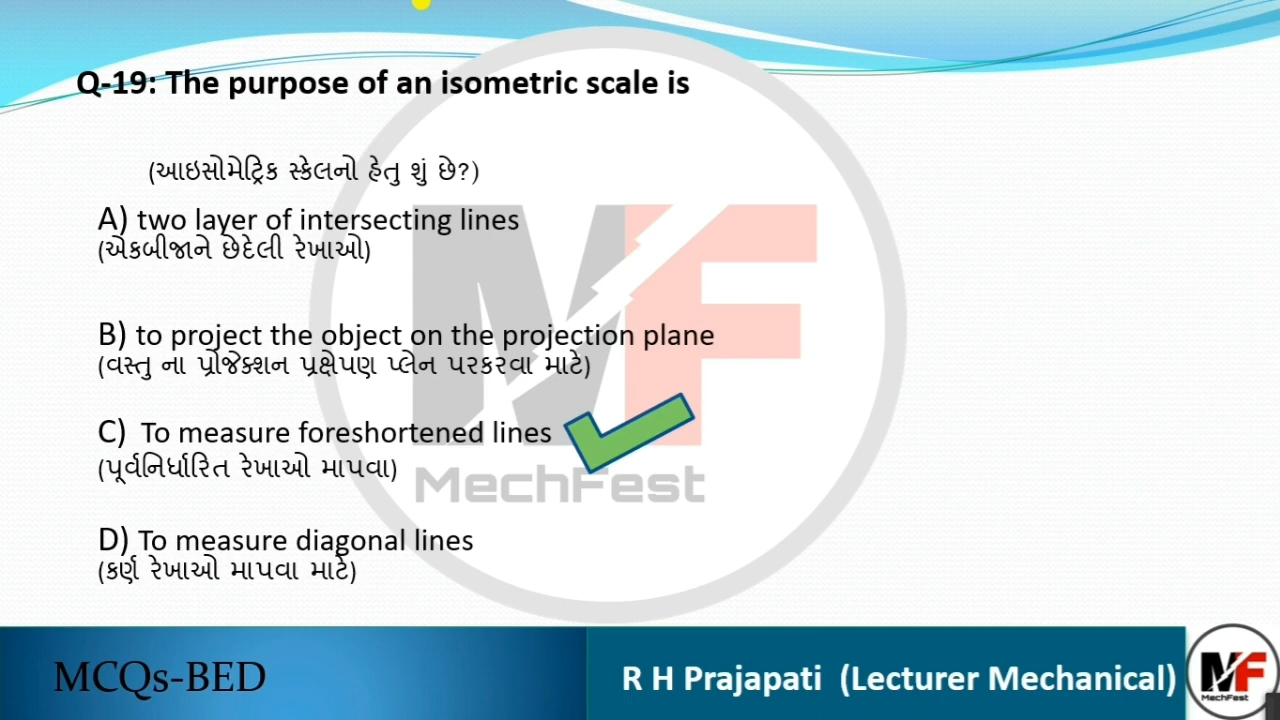 Q-19: The purpose of an isometric scale is
(આઇસોમેટ્રિક સ્કેલનો હેતુ શું છે?)
A) two layer of intersecting lines
(એકબીજાને છેદેલી રેખાઓ)
B) to project the object on the projection plane
(વસ્તુ ના પ્રોજેક્શન પ્રક્ષેપણ પ્લેન પરકરવા માટે)
C) To measure foreshortened lines
(પૂર્વનિર્ધારિત રેખાઓ માપવા)
MechFest
D) To measure diagonal lines
(કર્ણ રેખાઓ માપવા માટે)
MCQs-BED
R H Prajapati (Lecturer Mechanical)
MF
MechFest